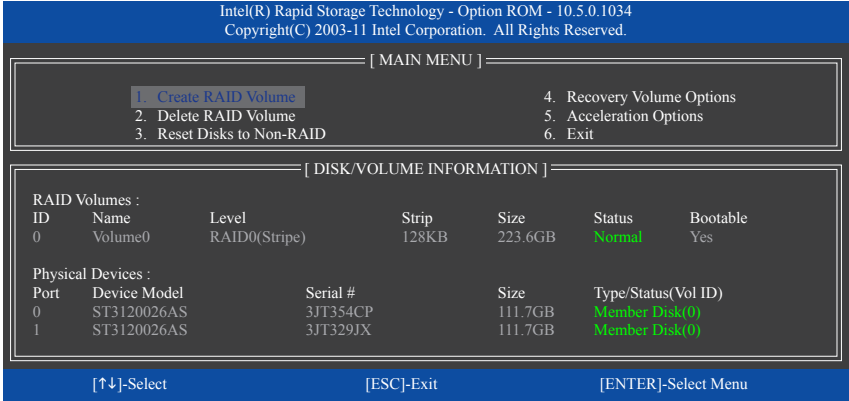 Intel(R) Rapid Storage Technology - Option ROM - 10.5.0.1034
Copyright(C) 2003-11 Intel Corporation. All Rights Reserved.
[ MAIN MENU ]
1. Create RAID Volume 4. Recovery Volume Options
2. Delete RAID Volume 5. Acceleration Options
3. Reset Disks to Non-RAID 6. Exit
[ DISK/VOLUME INFORMATION ]
RAID Volumes :
ID Name Level Strip Size Status Bootable
0 Volume0 RAID0(Stripe) 128KB 223.6GB Normal Yes
Physical Devices :
Port Device Model Serial # Size Type/Status(Vol ID)
0 ST3120026AS 3JT354CP 111.7GB Member Disk(0)
1 ST3120026AS 3JT329JX 111.7GB Member Disk(0)
[↑↓]-Select [ESC]-Exit [ENTER]-Select Menu